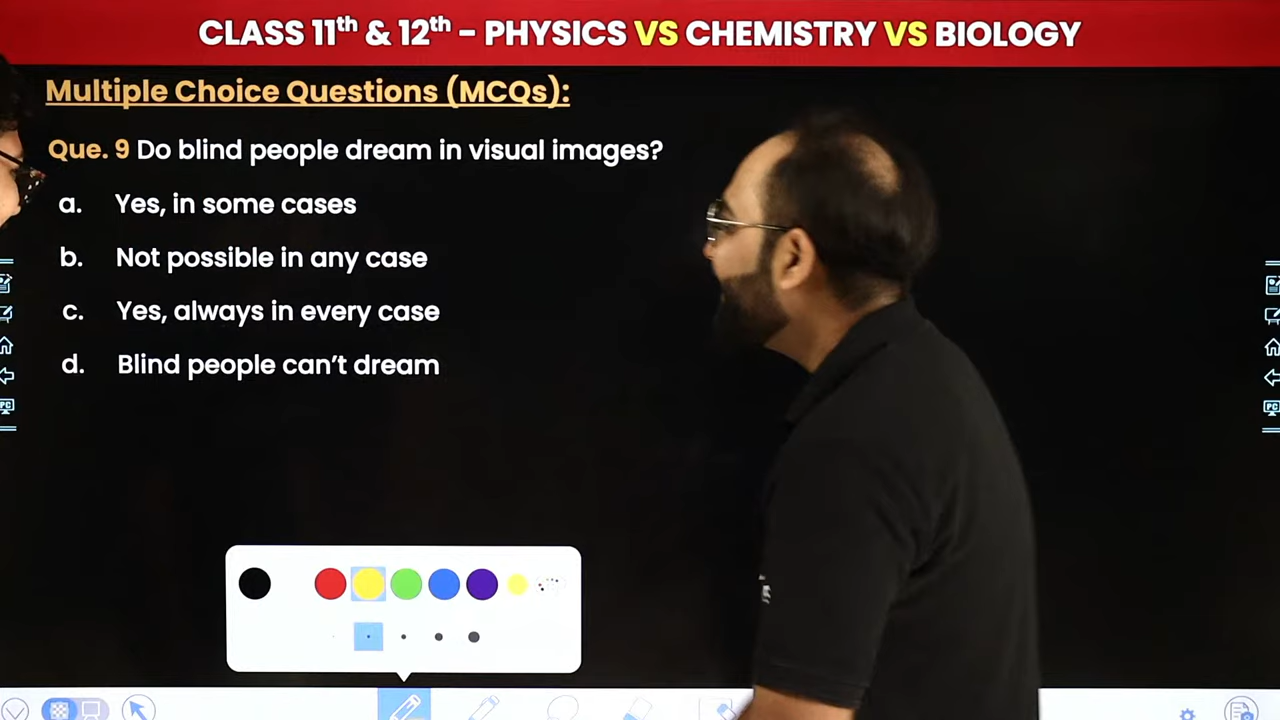 CLASS 11th & 12th – PHYSICS VS CHEMISTRY VS BIOLOGY
Multiple Choice Questions (MCQs):
Que. 9 Do blind people dream in visual images?
a. Yes, in some cases
b. Not possible in any case
c. Yes, always in every case
d. Blind people can’t dream
PC
PC